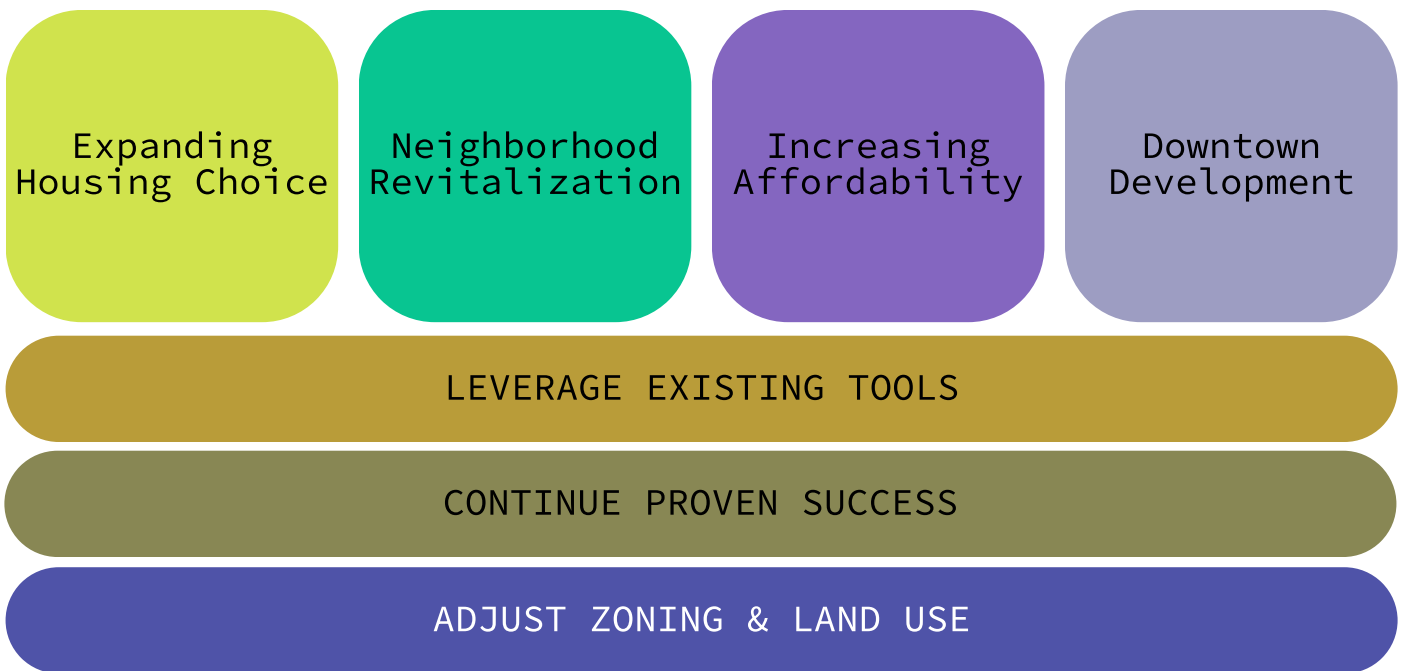 Expanding
Housing Choice
Neighborhood
Revitalization
Increasing
Affordability
Downtown
Development
LEVERAGE EXISTING TOOLS
CONTINUE PROVEN SUCCESS
ADJUST ZONING & LAND USE